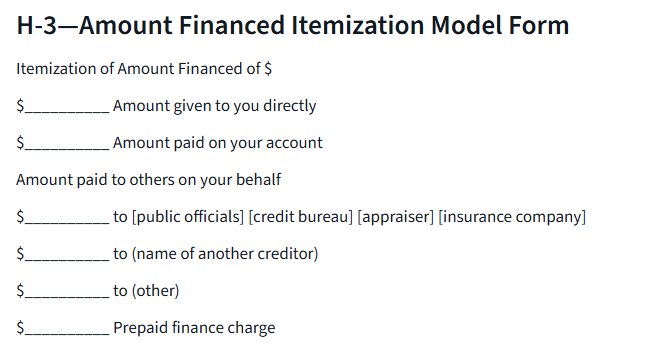 H-3—Amount Financed Itemization Model Form
Itemization of Amount Financed of $
$__________ Amount given to you directly
$__________ Amount paid on your account
Amount paid to others on your behalf
$__________ to [public officials] [credit bureau] [appraiser] [insurance company]
$__________ to (name of another creditor)
$__________ to (other)
$__________ Prepaid finance charge